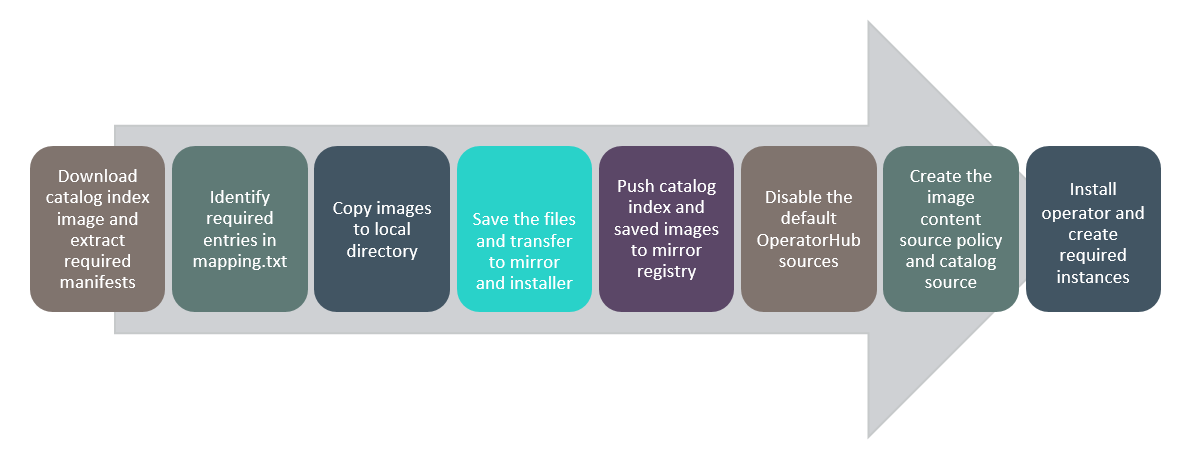 Download
catalog index
image and
extract
required
manifests
Identify
required
entries in
mapping.txt
Copy images
to local
directory
Save the files
and transfer
to mirror
and installer
Push catalog
index and
saved images
to mirror
registry
Disable the
default
OperatorHub
sources
Create the
image
content
source policy
and catalog
source
Install
operator and
create
required
instances